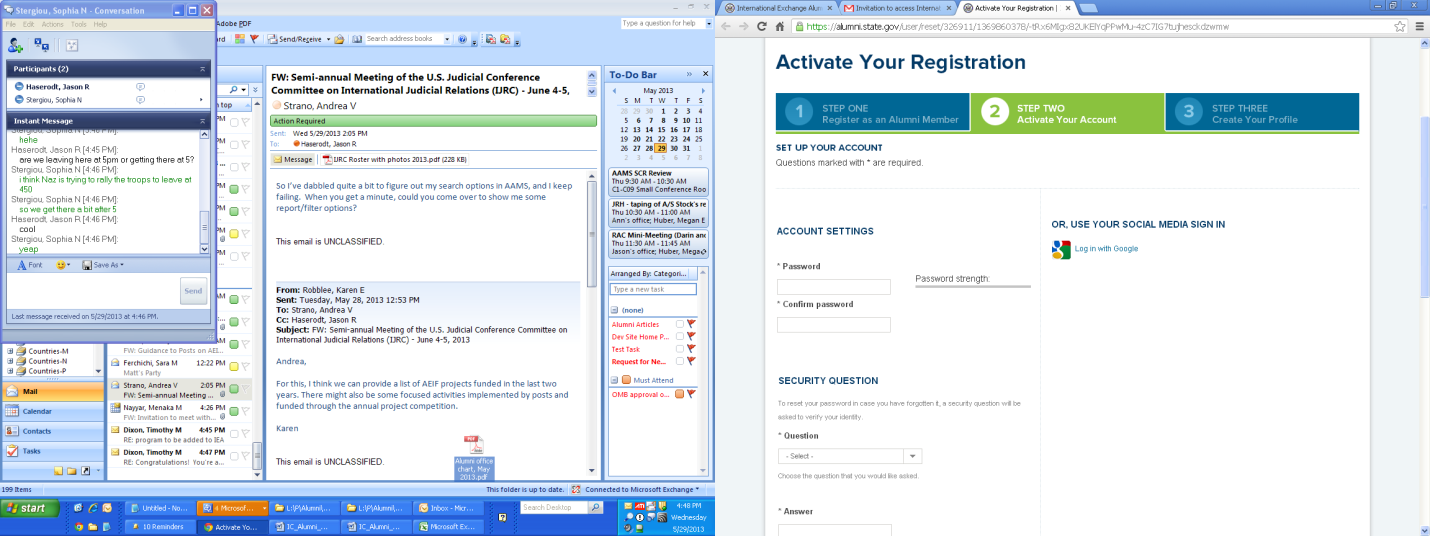 Stergiou, Sophia N - Conversation
File Edit Actions Tools Help
Participants (2)
Haserodt, Jason R
Stergiou, Sophia N
Instant Message
Stergiou, Sophia N [3:46 PM]:
hehe
Haserodt, Jason R [4:45 PM]:
are we leaving here at 5pm or getting there at 5?
Stergiou, Sophia N [4:46 PM]:
i think Naz is trying to rally the troops to leave at
450
Stergiou, Sophia N [4:46 PM]:
so we get there a bit after 5
Haserodt, Jason R [4:46 PM]:
cool
Stergiou, Sophia N [4:46 PM]:
yeap
Font
Save As
Send
Last message received on 5/29/2013 at 4:46 PM.
Adobe PDF
Type a question for help
Send/Receive
Search address books
Countries-M
Countries-N
Countries-P
Mail
Calendar
Contacts
Tasks
199 Items
FW: Guidance to Posts on AEI...
Ferchichi, Sara M 12:22 PM
Matt's Party
Strano, Andrea V 2:05 PM
FW: Semi-annual Meeting ...
Nayyar, Menaka M 4:26 PM
FW: Invitation to meet with...
Dixon, Timothy M 4:45 PM
RE: program to be added to IEA
Dixon, Timothy M 4:47 PM
RE: Congratulations! You're a...
FW: Semi-annual Meeting of the U.S. Judicial Conference
Committee on International Judicial Relations (IJRC) - June 4-5,
Strano, Andrea V
Action Required
Sent: Wed 5/29/2013 2:05 PM
To: Haserodt, Jason R
Message
IJRC Roster with photos 2013.pdf (228 KB)
So I've dabbled quite a bit to figure out my search options in AAMS, and I keep
failing. When you get a minute, could you come over to show me some
report/filter options?
This email is UNCLASSIFIED.
From: Robblee, Karen E
Sent: Tuesday, May 28, 2013 12:53 PM
To: Strano, Andrea V
Cc: Haserodt, Jason R
Subject: FW: Semi-annual Meeting of the U.S. Judicial Conference Committee on
International Judicial Relations (IJRC) - June 4-5, 2013
Andrea,
For this, I think we can provide a list of AEIF projects funded in the last two
years. There might also be some focused activities implemented by posts and
funded through the annual project competition.
Karen
This email is UNCLASSIFIED.
Alumni office
chart, May
2013.pdf
This folder is up to date.
Connected to Microsoft Exchange
To-Do Bar
May 2013
S M T W T F S
28 29 30 1 2 3 4
5 6 7 8 9 10 11
12 13 14 15 16 17 18
19 20 21 22 23 24 25
26 27 28 29 30 31 1
2 3 4 5 6 7 8
AAMS SCR Review
Thu 9:30 AM - 10:30 AM
C1-C09 Small Conference Roo
JRH - taping of A/S Stock's re
Thu 10:30 AM - 11:00 AM
Ann's office; Huber, Megan E
RAC Mini-Meeting (Darin and
Thu 11:30 AM - 11:45 AM
Jason's office; Huber, Mega
Arranged By: Categori...
Type a new task
(none)
Alumni Articles
Dev Site Home P...
Test Task
Request for Ne...
Must Attend
OMB approval o...
start
Untitled - No...
4 Microsof...
L:\P\Alumni\...
L:\P\Alumni\...
Inbox - Micr...
Search Desktop
10 Reminders
Activate Yo...
IC_Alumni_...
IC_Alumni_...
Microsoft Ex...
4:48 PM
Wednesday
5/29/2013
International Exchange Alum
Invitation to access Internat
Activate Your Registration |
Activate Your Registration
1 STEP ONE
Register as an Alumni Member
2 STEP TWO
Activate Your Account
3 STEP THREE
Create Your Profile
SET UP YOUR ACCOUNT
Questions marked with * are required.
ACCOUNT SETTINGS
* Password
Password strength:
* Confirm password
OR, USE YOUR SOCIAL MEDIA SIGN IN
Log in with Google
SECURITY QUESTION
To reset your password in case you have forgotten it, a security question will be
asked to verify your identity.
* Question
- Select -
Choose the question that you would like asked.
* Answer